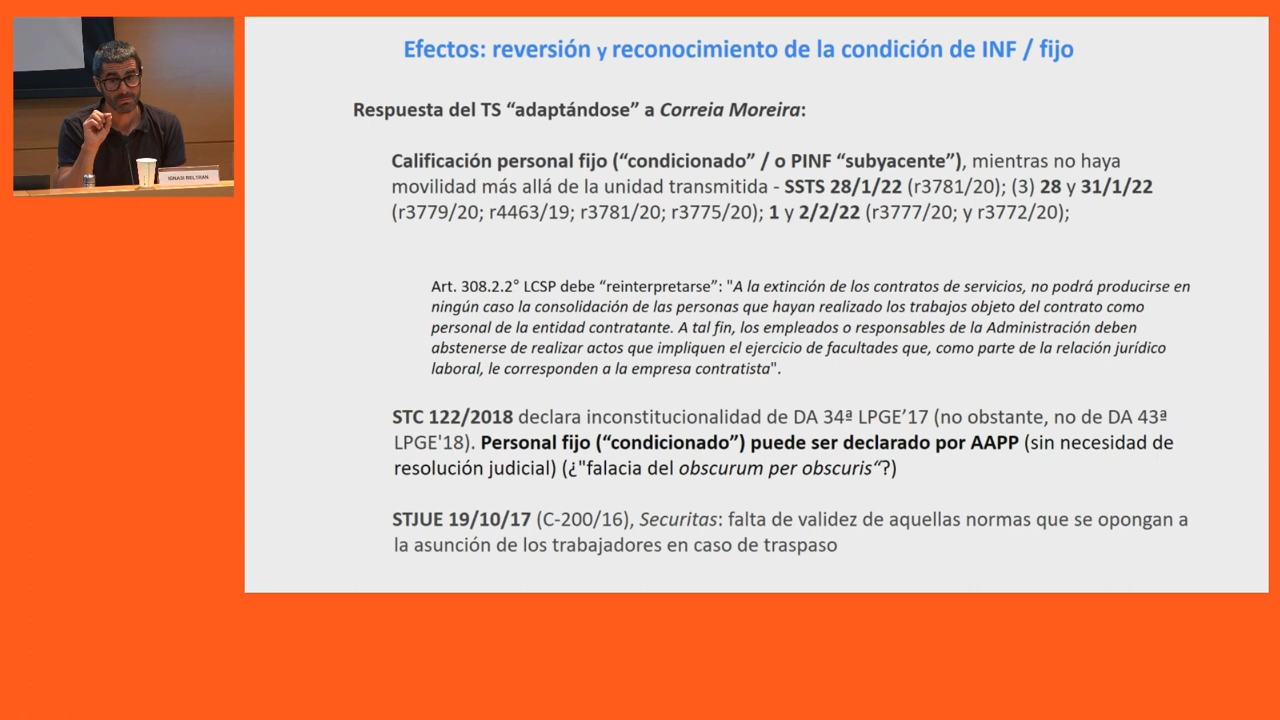 Efectos: reversión y reconocimiento de la condición de INF / fijo
Respuesta del TS “adaptándose” a Correia Moreira:
Calificación personal fijo (“condicionado” / o PINF “subyacente”), mientras no haya
movilidad más allá de la unidad transmitida - SSTS 28/1/22 (r3781/20); (3) 28 y 31/1/22
(r3779/20; r4463/19; r3781/20; r3775/20); 1 y 2/2/22 (r3777/20; y r3772/20);
Art. 308.2.2° LCSP debe “reinterpretarse”: "A la extinción de los contratos de servicios, no podrá producirse en
ningún caso la consolidación de las personas que hayan realizado los trabajos objeto del contrato como
personal de la entidad contratante. A tal fin, los empleados o responsables de la Administración deben
abstenerse de realizar actos que impliquen el ejercicio de facultades que, como parte de la relación jurídico
laboral, le corresponden a la empresa contratista".
STC 122/2018 declara inconstitucionalidad de DA 34ª LPGE’17 (no obstante, no de DA 43ª
LPGE'18). Personal fijo (“condicionado”) puede ser declarado por AAPP (sin necesidad de
resolución judicial) (¿"falacia del obscurum per obscuris“?)
STJUE 19/10/17 (C-200/16), Securitas: falta de validez de aquellas normas que se opongan a
la asunción de los trabajadores en caso de traspaso
IGNASI BELTRAN